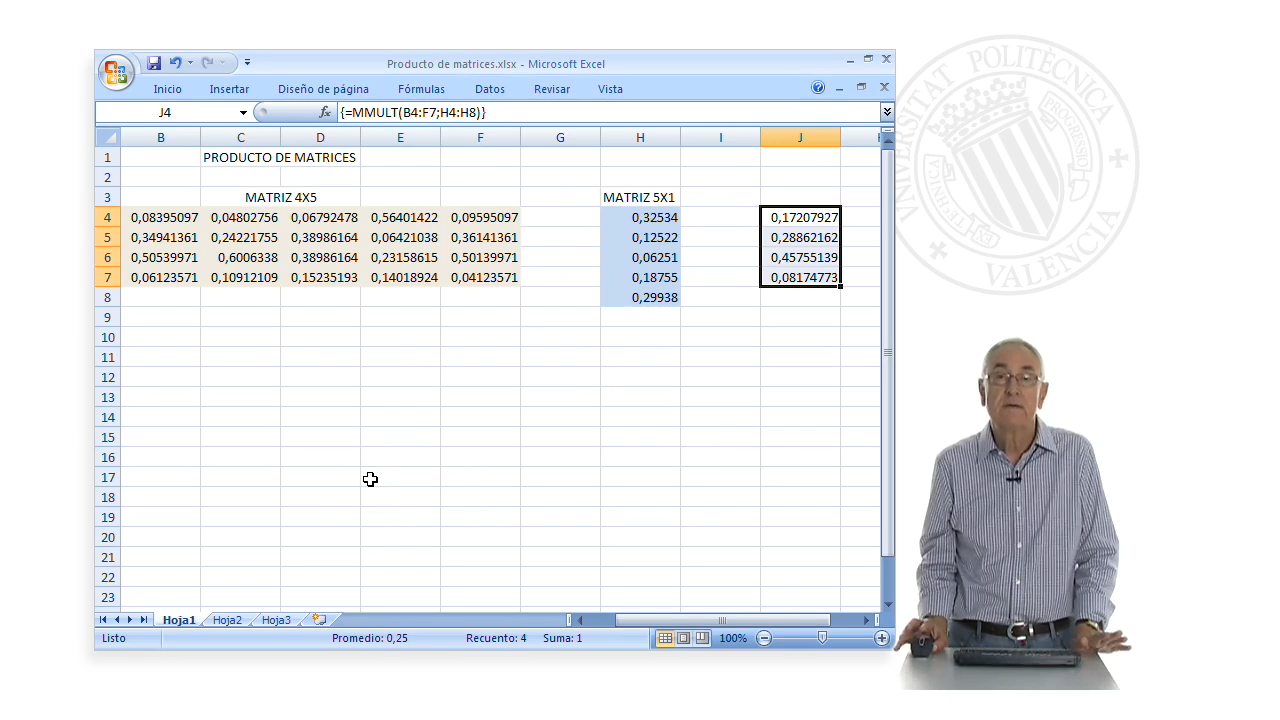 Producto de matrices.xlsx - Microsoft Excel
Inicio Insertar Diseño de página Fórmulas Datos Revisar Vista
J4 fx {=MMULT(B4:F7;H4:H8)}
B C D E F G H I J
1 PRODUCTO DE MATRICES
2
3 MATRIZ 4X5 MATRIZ 5X1
4 0,08395097 0,04802756 0,06792478 0,56401422 0,09595097 0,32534 0,17207927
5 0,34941361 0,24221755 0,38986164 0,06421038 0,36141361 0,12522 0,28862162
6 0,50539971 0,6006338 0,38986164 0,23158615 0,50139971 0,06251 0,45755139
7 0,06123571 0,10912109 0,15235193 0,14018924 0,04123571 0,18755 0,08174773
8 0,29938
9
10
11
12
13
14
15
16
17
18
19
20
21
22
23
Hoja1 Hoja2 Hoja3
Listo Promedio: 0,25 Recuento: 4 Suma: 1 100%
UNIVERSITAT POLITÈCNICA
DE VALÈNCIA